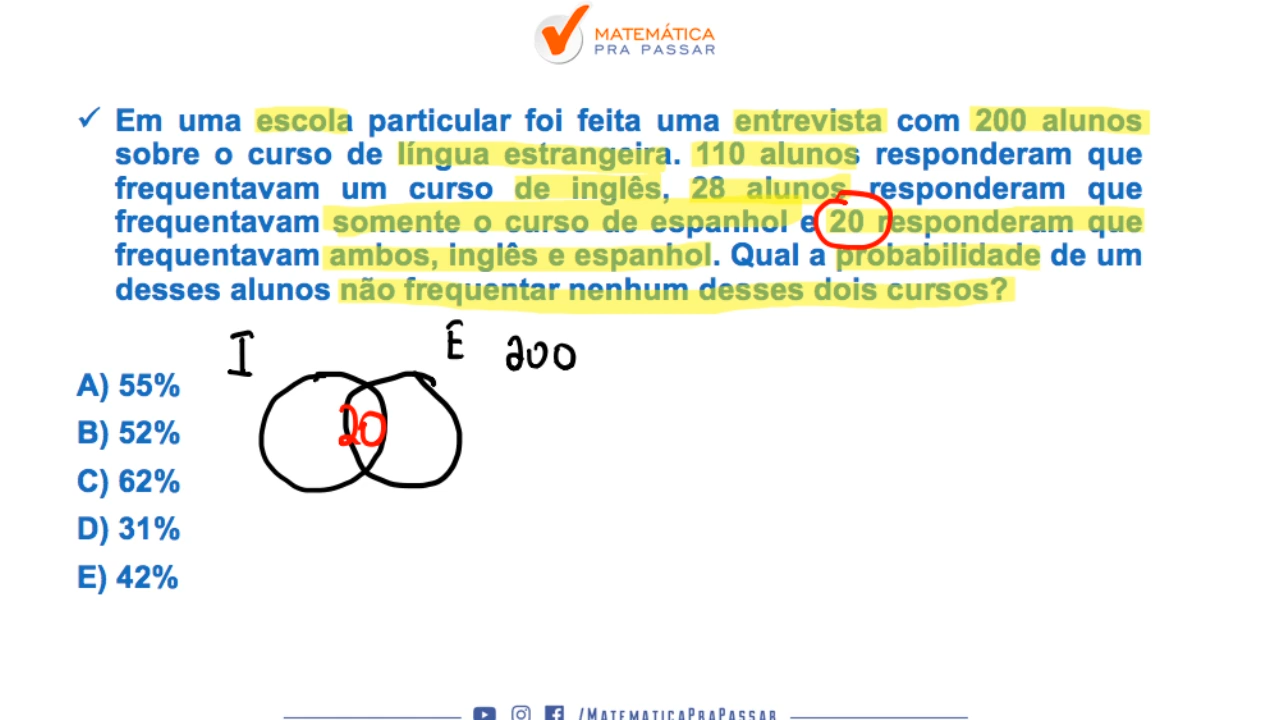 MATEMÁTICA
PRA PASSAR
✓ Em uma escola particular foi feita uma entrevista com 200 alunos
sobre o curso de língua estrangeira. 110 alunos responderam que
frequentavam um curso de inglês, 28 alunos responderam que
frequentavam somente o curso de espanhol e 20 responderam que
frequentavam ambos, inglês e espanhol. Qual a probabilidade de um
desses alunos não frequentar nenhum desses dois cursos?
I E 200
A) 55%
B) 52%
20
C) 62%
D) 31%
E) 42%
/MATEMATICAPRAPASSAR